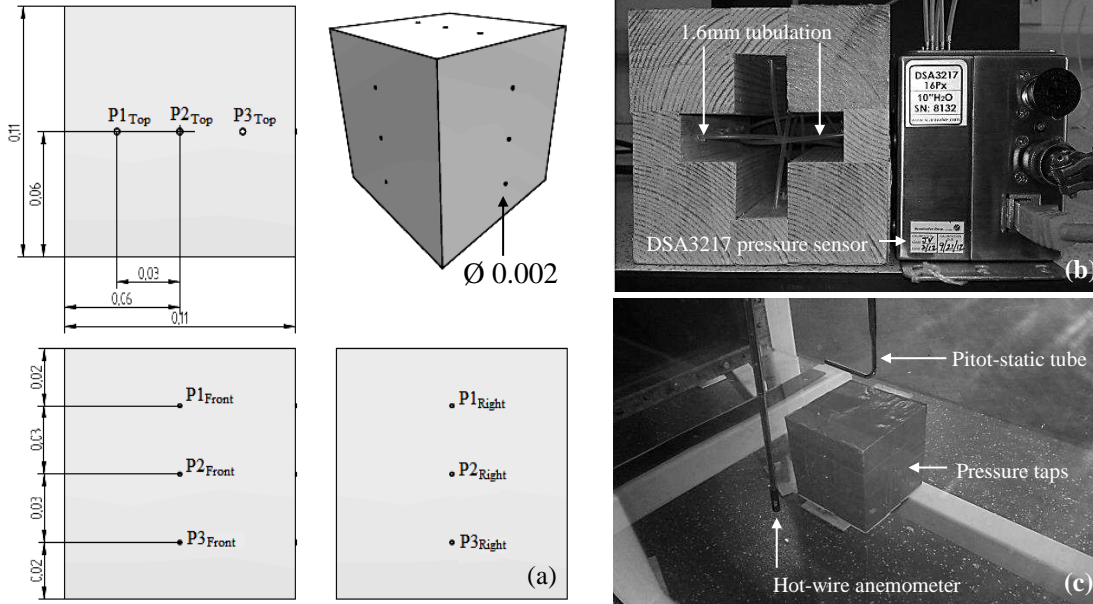 0,11
0,06
P1Top
P2Top
P3Top
0,03
0,06
0,11
Ø 0.002
0,02
0,03
0,03
0,02
P1Front
P2Front
P3Front
P1Right
P2Right
P3Right
(a)
1.6mm tubulation
DSA3217
16Px
10"H2O
SN: 8132
DSA3217 pressure sensor
(b)
Pitot-static tube
Pressure taps
Hot-wire anemometer
(c)